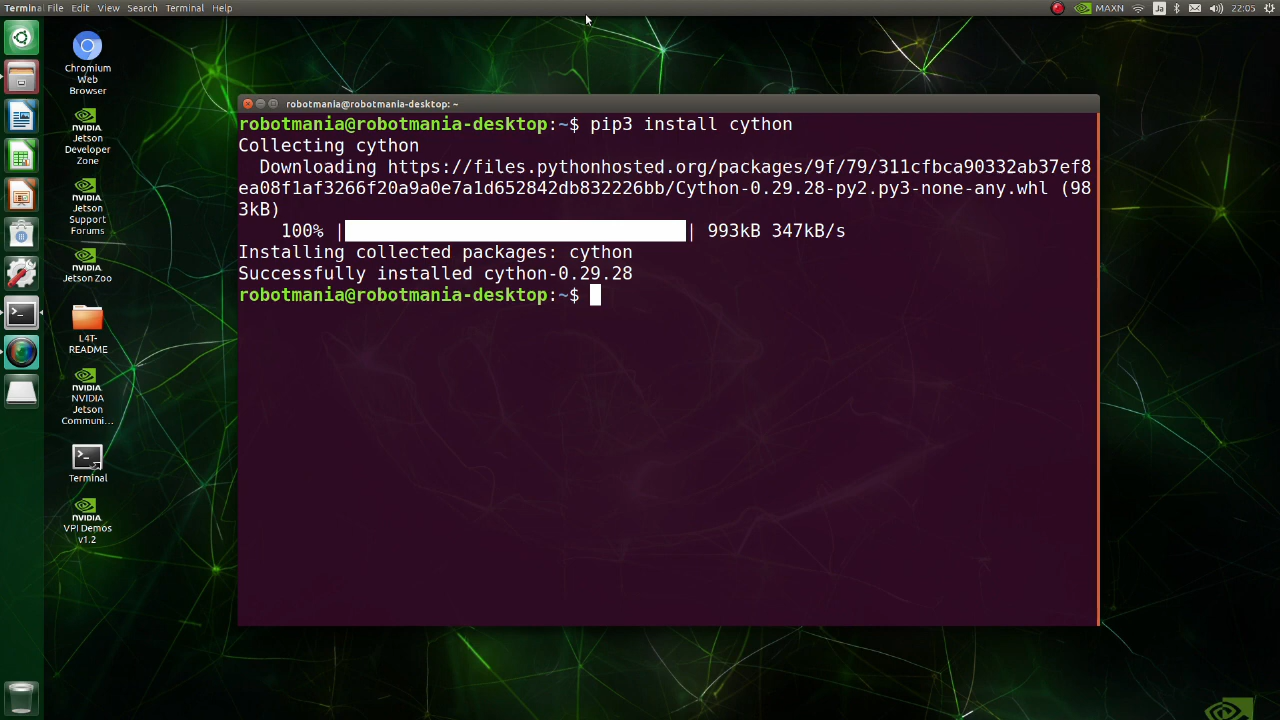 Terminal File Edit View Search Terminal Help
MAXN Ja 22:05
Chromium
Web
Browser
NVIDIA.
NVIDIA
Jetson
Developer
Zone
NVIDIA.
Jetson
Support
Forums
NVIDIA.
Jetson Zoo
L4T-
README
NVIDIA.
NVIDIA
Jetson
Communi...
Terminal
NVIDIA.
VPI Demos
v1.2
robotmania@robotmania-desktop: ~
robotmania@robotmania-desktop:~$ pip3 install cython
Collecting cython
Downloading https://files.pythonhosted.org/packages/9f/79/311cfbca90332ab37ef8
ea08f1af3266f20a9a0e7a1d652842db832226bb/Cython-0.29.28-py2.py3-none-any.whl (98
3kB)
100% || 993kB 347kB/s
Installing collected packages: cython
Successfully installed cython-0.29.28
robotmania@robotmania-desktop:~$